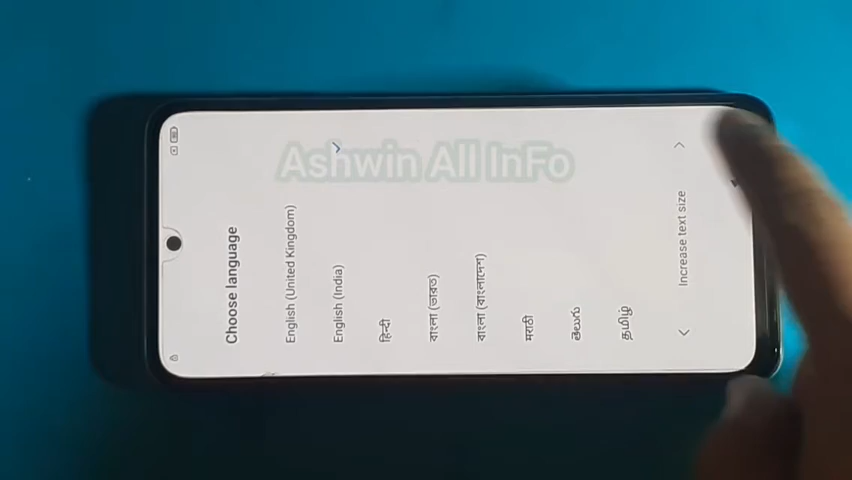 Ashwin All InFo
Choose language
English (United Kingdom)
English (India)
हिन्दी
বাংলা (ভারত)
বাংলা (বাংলাদেশ)
मराठी
తెలుగు
தமிழ்
Increase text size